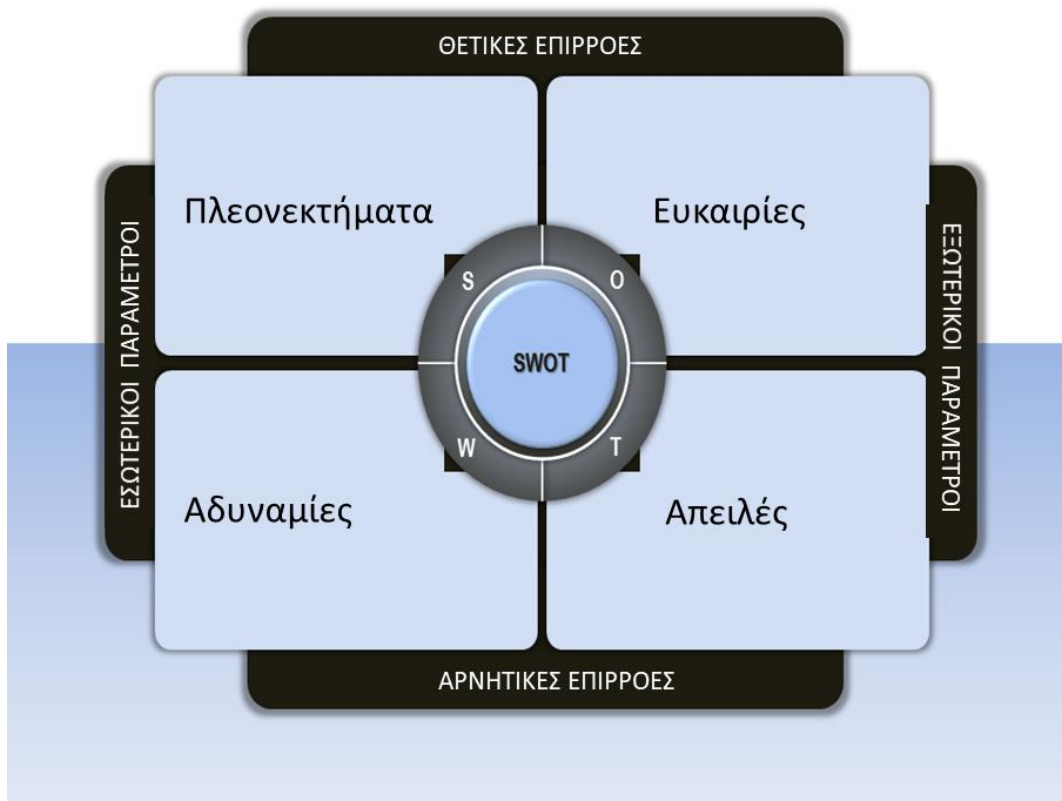 ΘΕΤΙΚΕΣ ΕΠΙΡΡΟΕΣ
ΕΣΩΤΕΡΙΚΟΙ ΠΑΡΑΜΕΤΡΟΙ
Πλεονεκτήματα
Ευκαιρίες
ΕΞΩΤΕΡΙΚΟΙ ΠΑΡΑΜΕΤΡΟΙ
S
O
SWOT
W
T
Αδυναμίες
Απειλές
ΑΡΝΗΤΙΚΕΣ ΕΠΙΡΡΟΕΣ